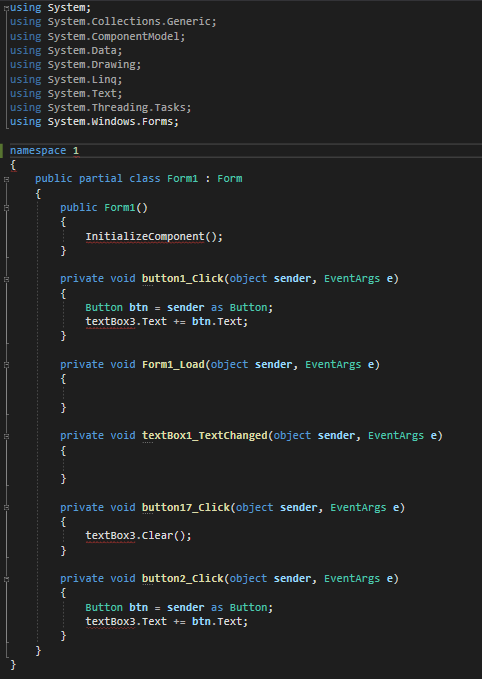 using System;
using System.Collections.Generic;
using System.ComponentModel;
using System.Data;
using System.Drawing;
using System.Linq;
using System.Text;
using System.Threading.Tasks;
using System.Windows.Forms;
namespace 1
{
public partial class Form1 : Form
{
public Form1()
{
InitializeComponent();
}
private void button1_Click(object sender, EventArgs e)
{
Button btn = sender as Button;
textBox3.Text += btn.Text;
}
private void Form1_Load(object sender, EventArgs e)
{
}
private void textBox1_TextChanged(object sender, EventArgs e)
{
}
private void button17_Click(object sender, EventArgs e)
{
textBox3.Clear();
}
private void button2_Click(object sender, EventArgs e)
{
Button btn = sender as Button;
textBox3.Text += btn.Text;
}
}
}